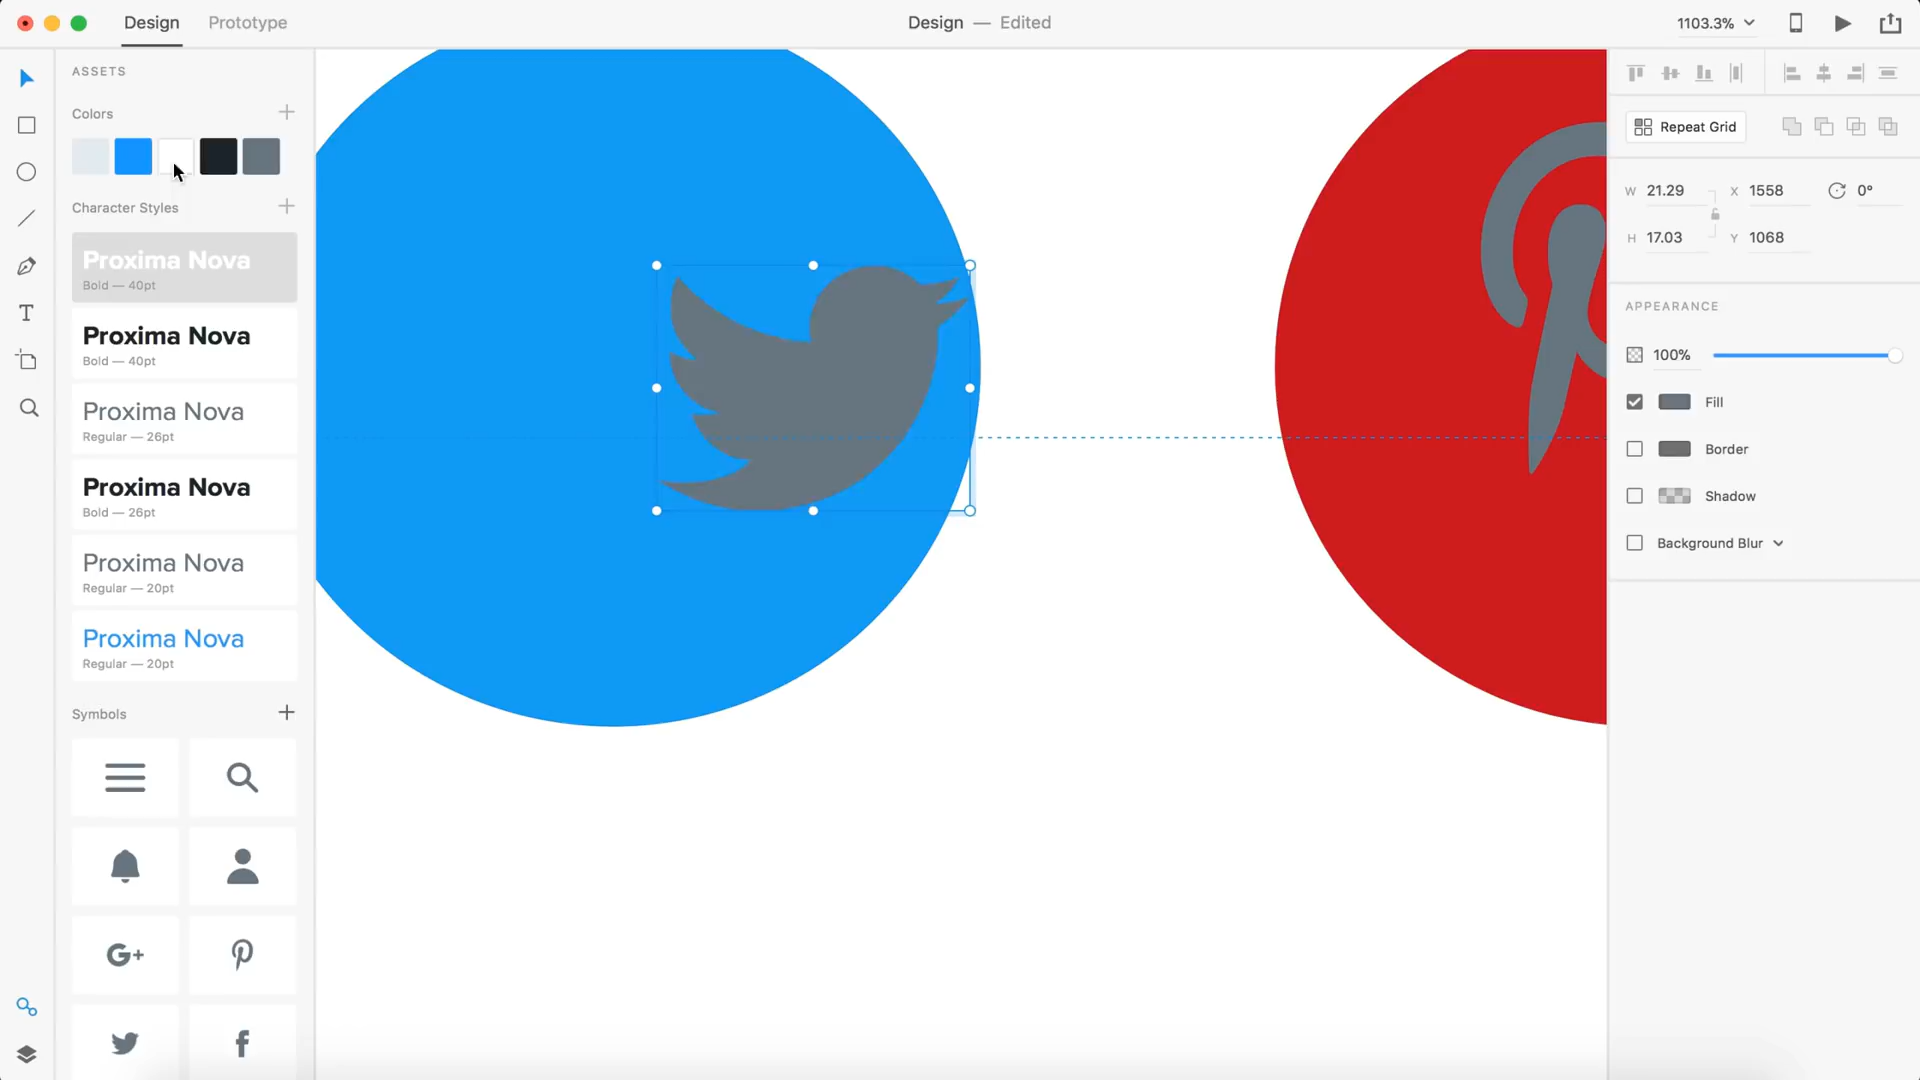 Design
Prototype
Design — Edited
1103.3%
ASSETS
Colors
Character Styles
Proxima Nova
Bold — 40pt
Proxima Nova
Bold — 40pt
Proxima Nova
Regular — 26pt
Proxima Nova
Bold — 26pt
Proxima Nova
Regular — 20pt
Proxima Nova
Regular — 20pt
Symbols
G+
Repeat Grid
W 21.29
X 1558
0°
H 17.03
Y 1068
APPEARANCE
100%
Fill
Border
Shadow
Background Blur